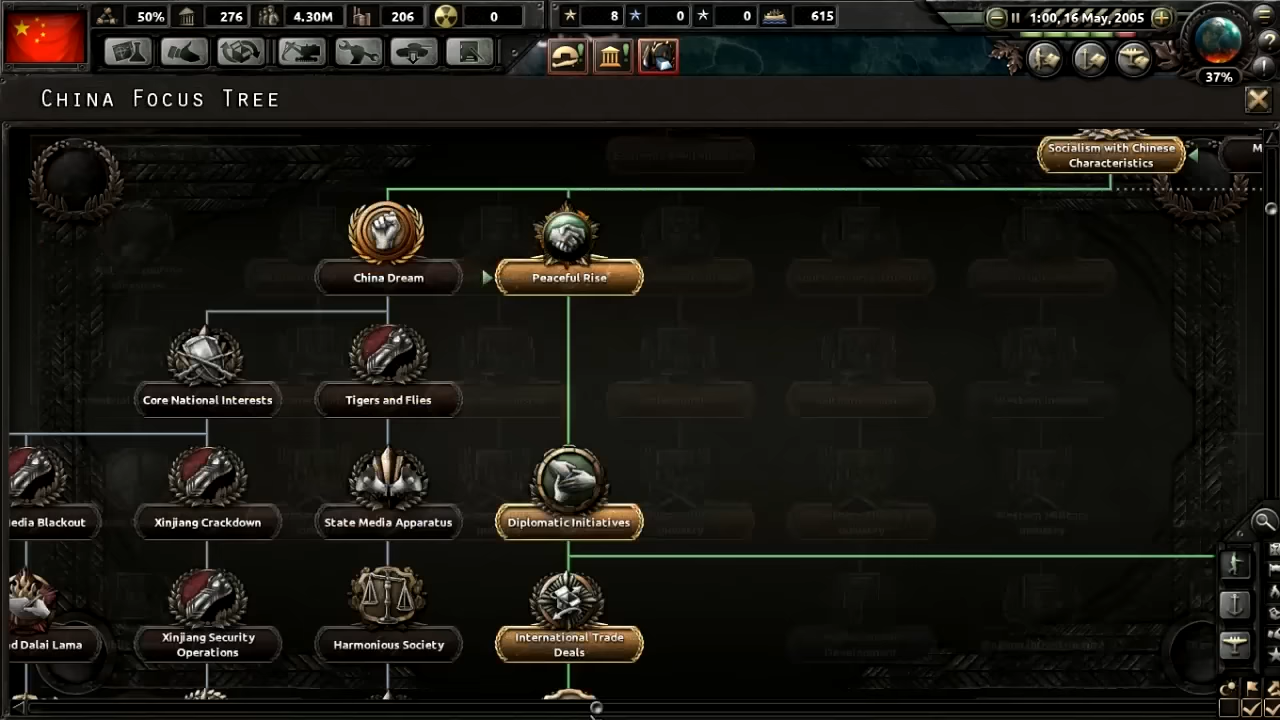 50% 276 4.30M 206 0 8 0 0 615 1:00, 16 May, 2005
37%
China Focus Tree
Socialism with Chinese
Characteristics
M
China Dream
Peaceful Rise
Core National Interests
Tigers and Flies
edia Blackout
Xinjiang Crackdown
State Media Apparatus
Diplomatic Initiatives
d Dalai Lama
Xinjiang Security
Operations
Harmonious Society
International Trade
Deals